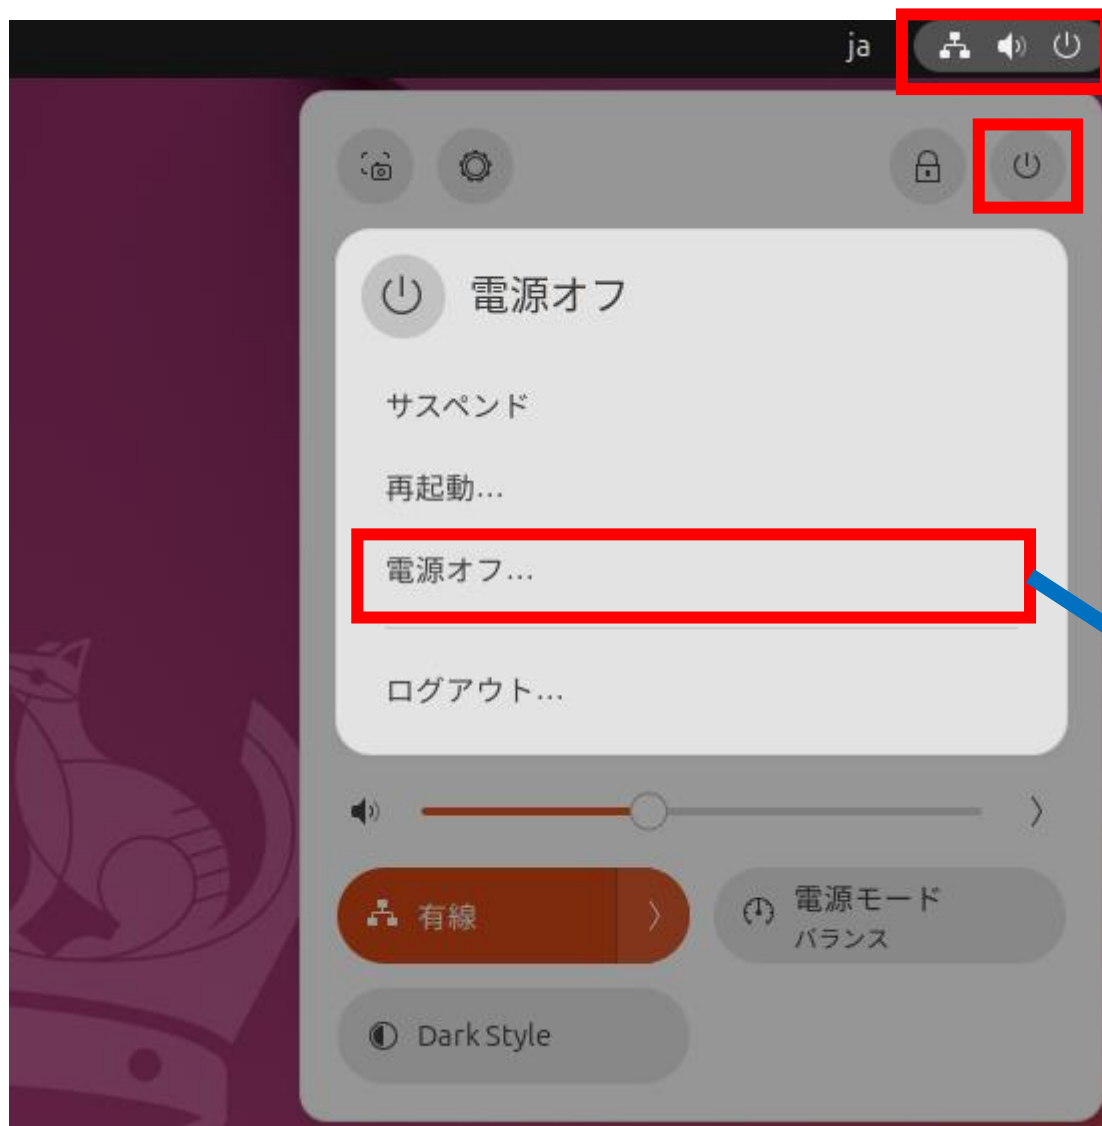 ja
電源オフ
サスペンド
再起動...
電源オフ...
ログアウト...
有線
電源モード
バランス
Dark Style